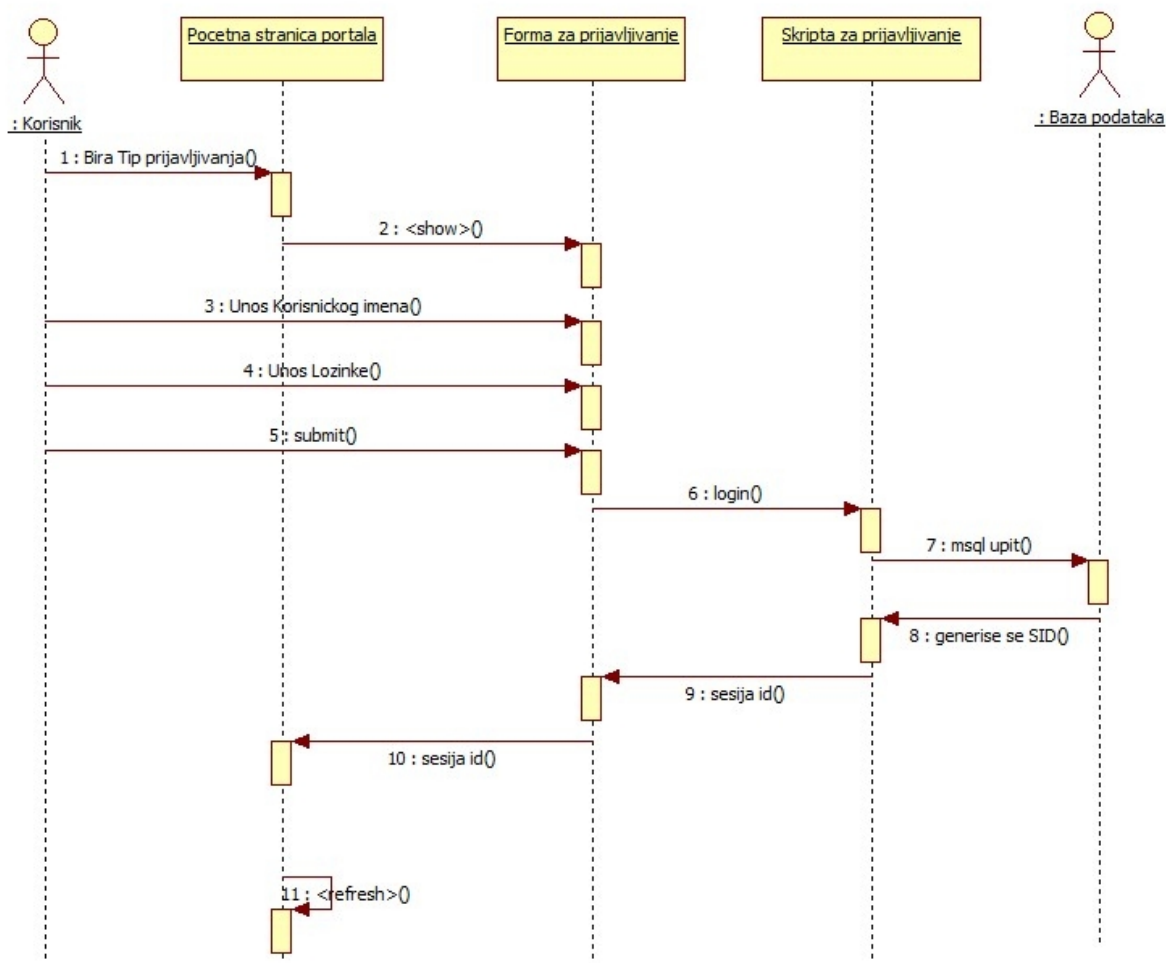 Pocetna stranica portala
Forma za prijavljivanje
Skripta za prijavljivanje
: Korisnik
: Baza podataka
1 : Bira Tip prijavljivanja()
2 : <show>()
3 : Unos Korisnickog imena()
4 : Unos Lozinke()
5 : submit()
6 : login()
7 : msql upit()
8 : generise se SID()
9 : sesija id()
10 : sesija id()
11 : <refresh>()